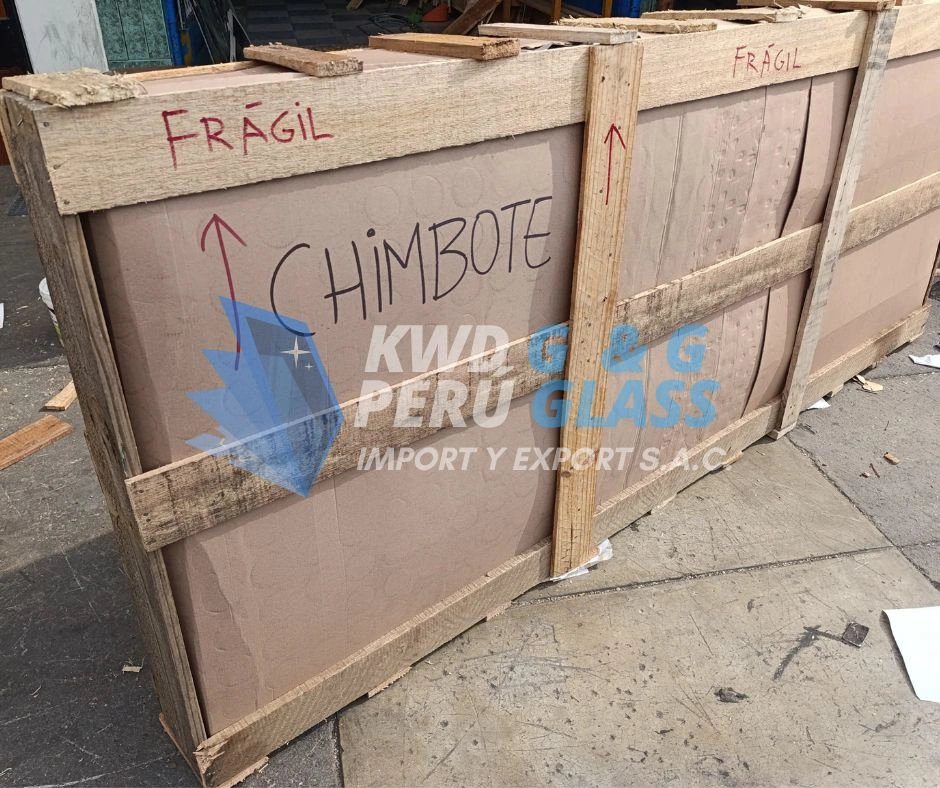 FRÁGIL
FRÁGIL
CHIMBOTE
KWD G & G
PERÚ GLASS
IMPORT Y EXPORT S.A.C